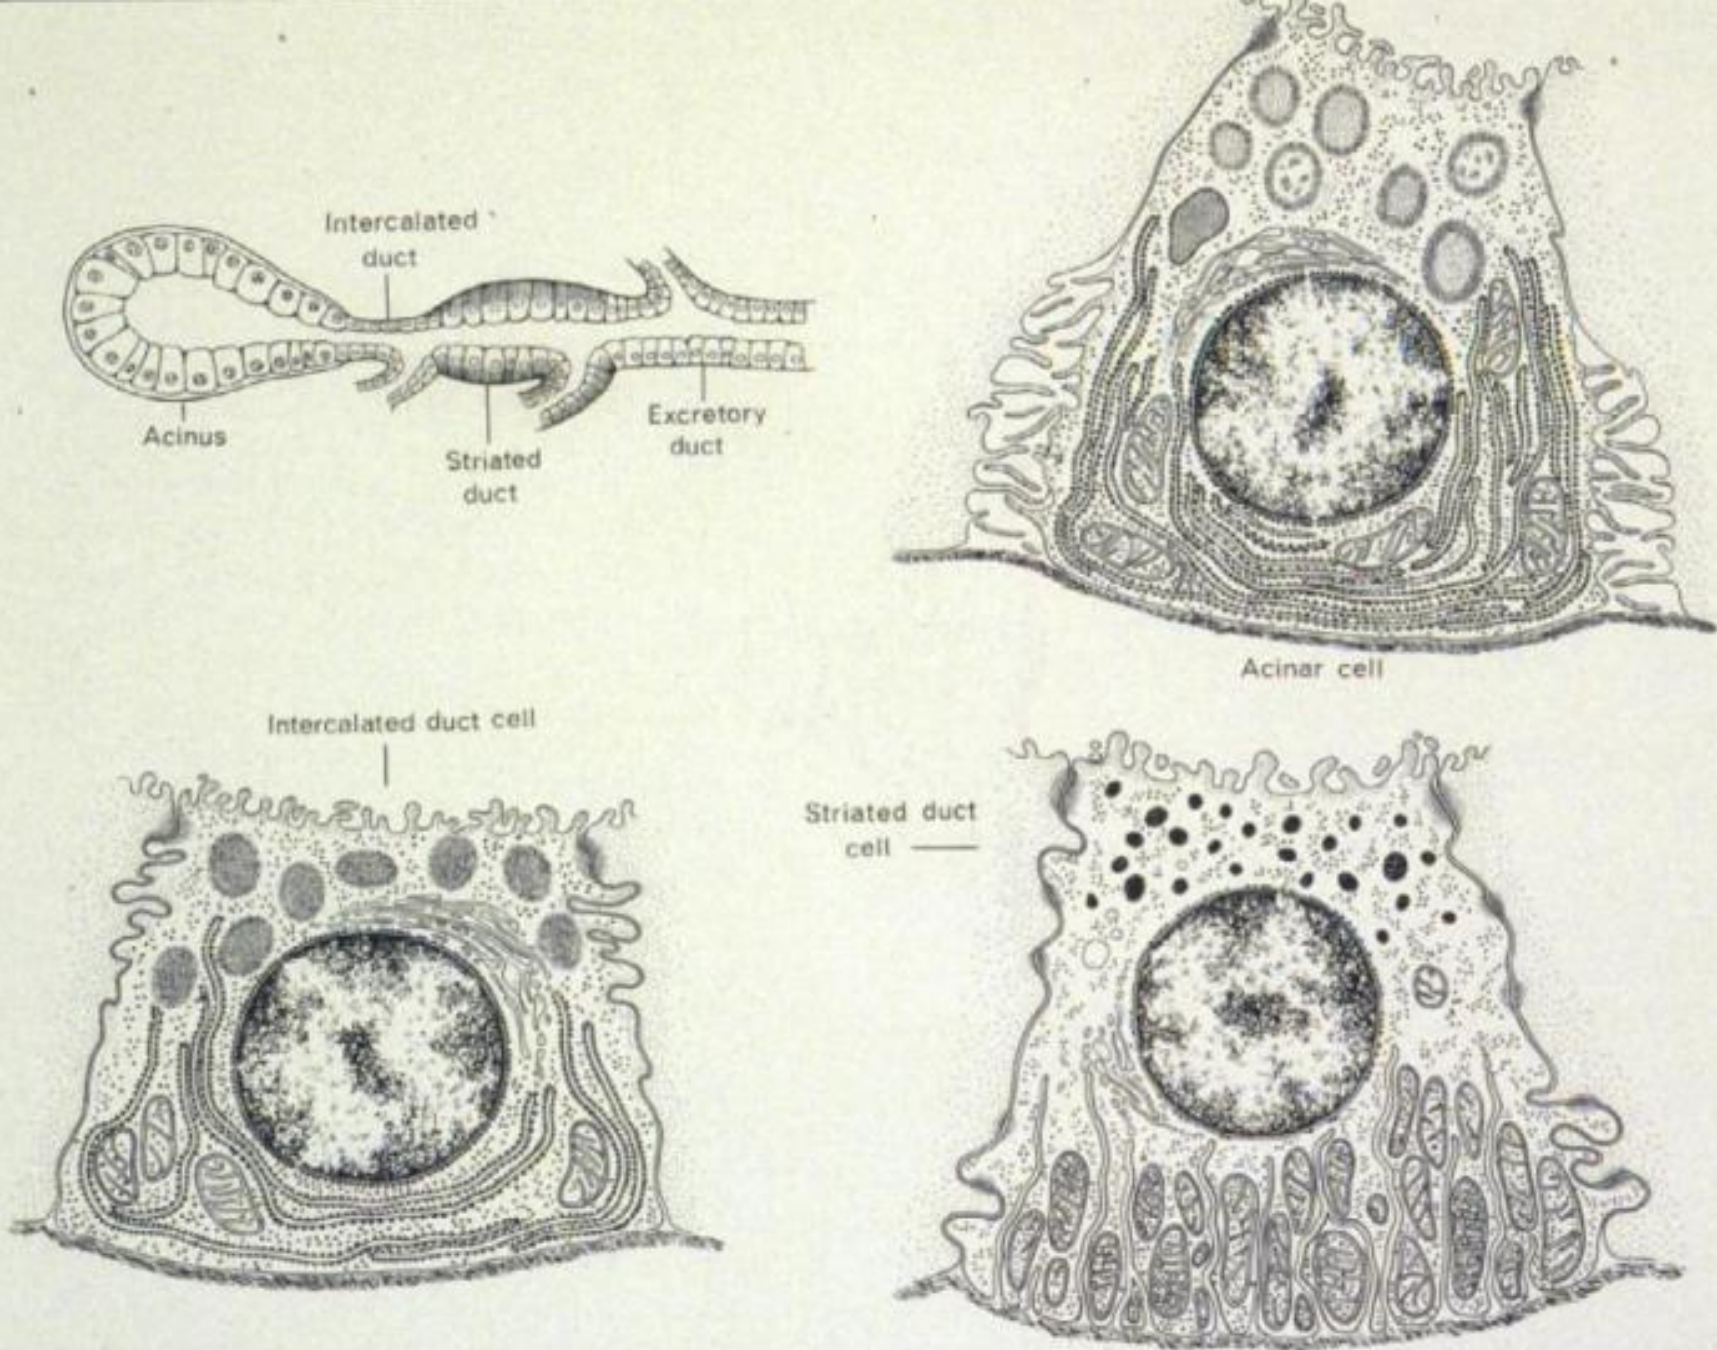 Intercalated
duct
Acinus
Striated
duct
Excretory
duct
Acinar cell
Intercalated duct cell
Striated duct
cell